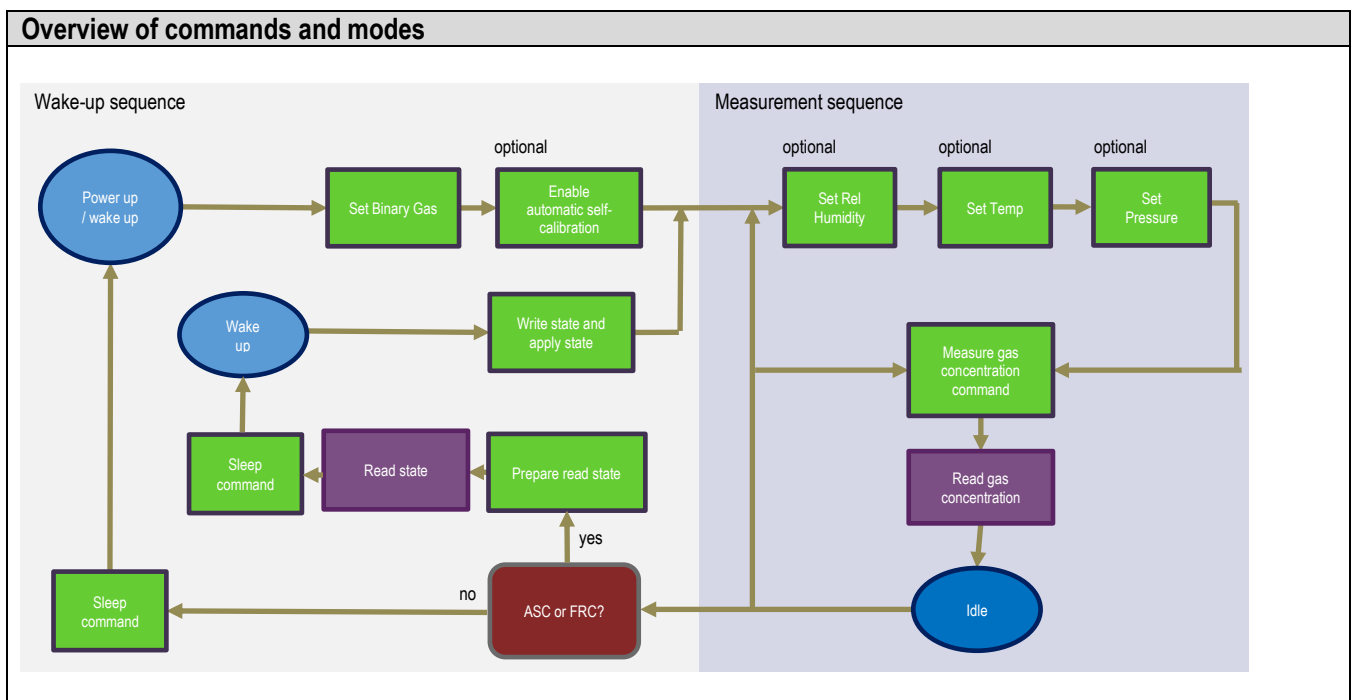 Overview of commands and modes
Wake-up sequence
Measurement sequence
optional
optional
optional
optional
Power up
/ wake up
Set Binary Gas
Enable
automatic self-
calibration
Set Rel
Humidity
Set Temp
Set
Pressure
Wake
up
Write state and
apply state
Measure gas
concentration
command
Sleep
command
Read state
Prepare read state
Read gas
concentration
yes
Sleep
command
no
ASC or FRC?
Idle